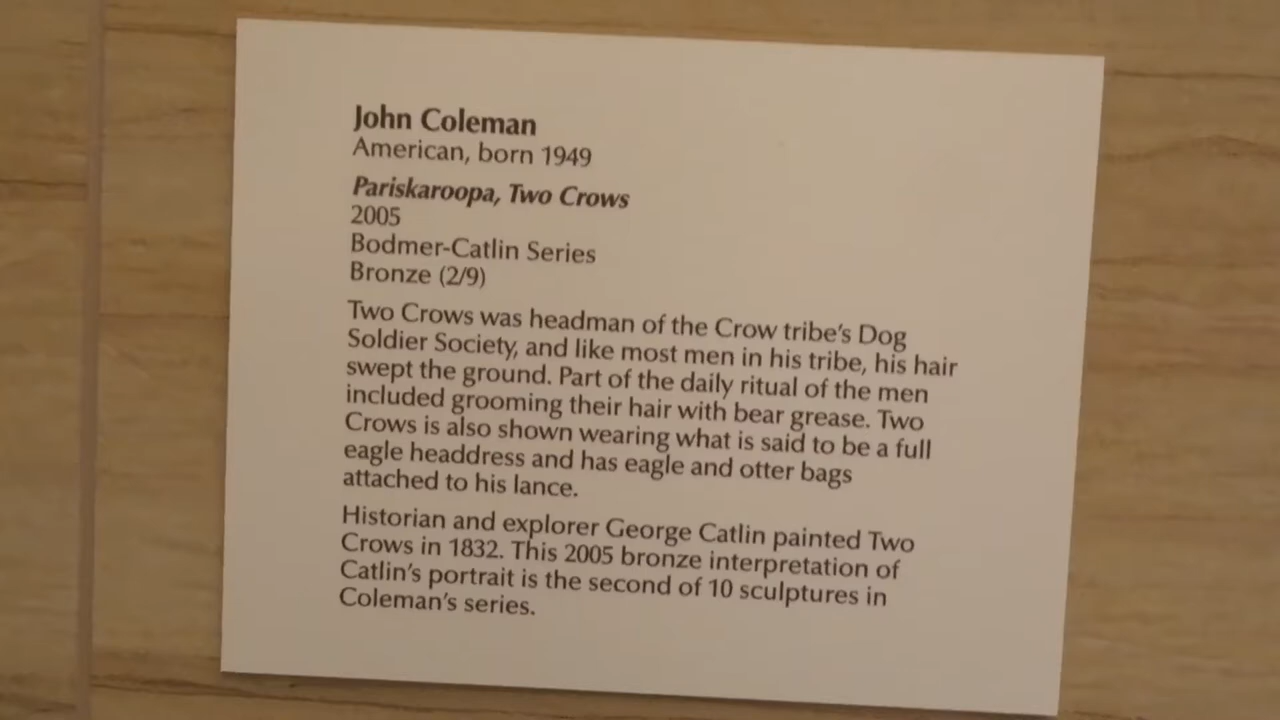 John Coleman
American, born 1949
Pariskaroopa, Two Crows
2005
Bodmer-Catlin Series
Bronze (2/9)
Two Crows was headman of the Crow tribe's Dog
Soldier Society, and like most men in his tribe, his hair
swept the ground. Part of the daily ritual of the men
included grooming their hair with bear grease. Two
Crows is also shown wearing what is said to be a full
eagle headdress and has eagle and otter bags
attached to his lance.
Historian and explorer George Catlin painted Two
Crows in 1832. This 2005 bronze interpretation of
Catlin's portrait is the second of 10 sculptures in
Coleman's series.